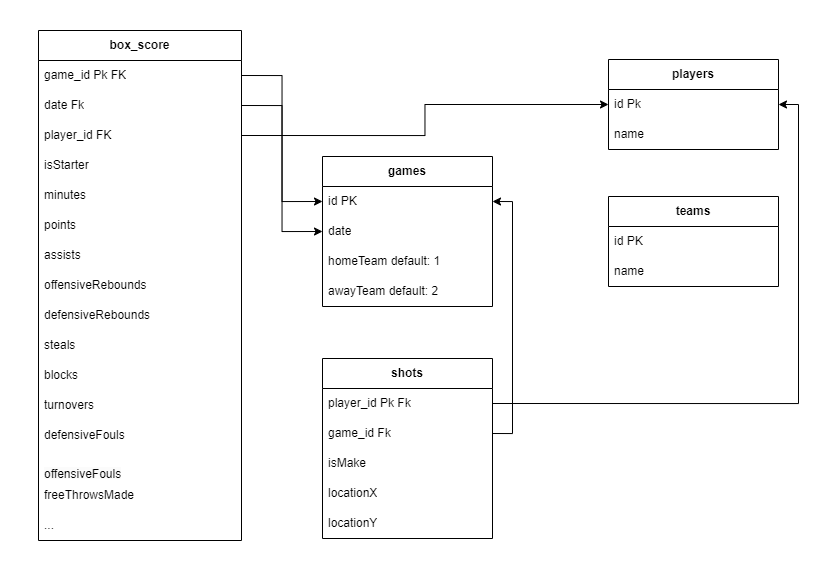 box_score
game_id Pk FK
date Fk
player_id FK
isStarter
minutes
points
assists
offensiveRebounds
defensiveRebounds
steals
blocks
turnovers
defensiveFouls
offensiveFouls
freeThrowsMade
...
games
id PK
date
homeTeam default: 1
awayTeam default: 2
shots
player_id Pk Fk
game_id Fk
isMake
locationX
locationY
players
id Pk
name
teams
id PK
name